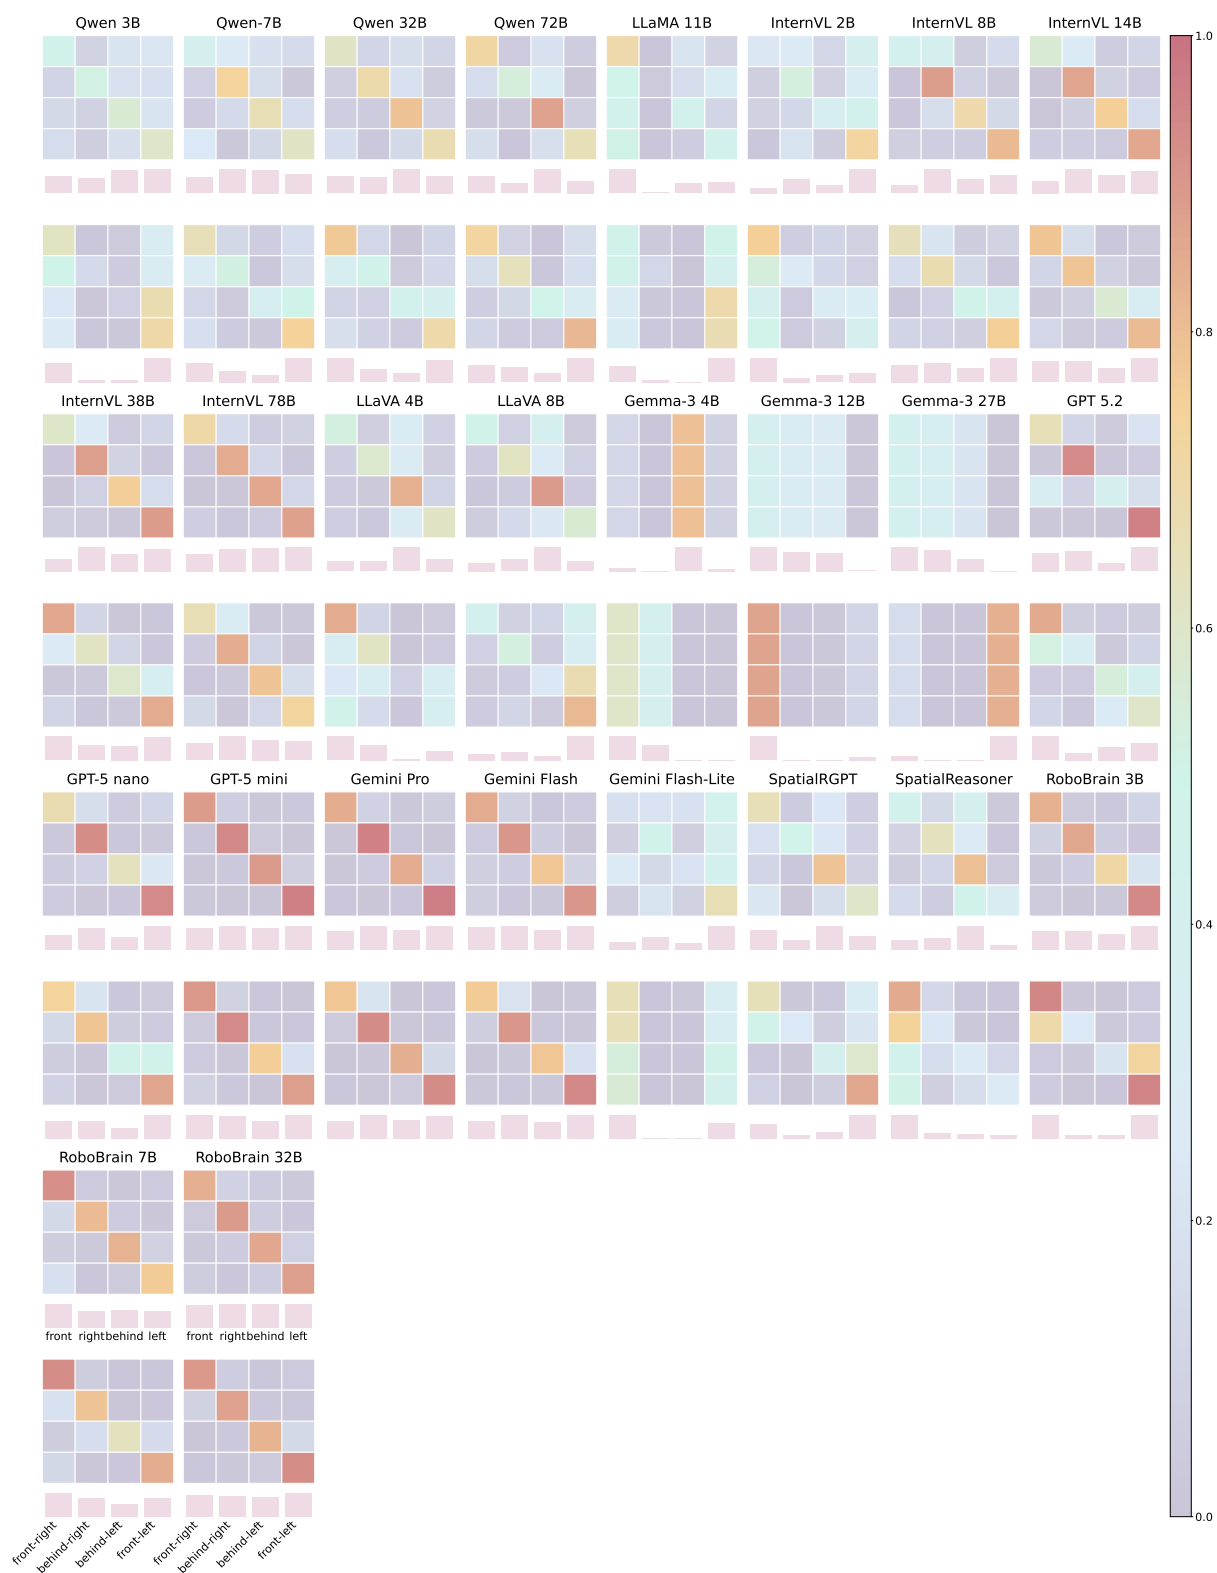 Qwen 3B Qwen-7B Qwen 32B Qwen 72B LLaMA 11B InternVL 2B InternVL 8B InternVL 14B
1.0
0.8
InternVL 38B InternVL 78B LLaVA 4B LLaVA 8B Gemma-3 4B Gemma-3 12B Gemma-3 27B GPT 5.2
0.6
GPT-5 nano GPT-5 mini Gemini Pro Gemini Flash Gemini Flash-Lite SpatialRGPT SpatialReasoner RoboBrain 3B
0.4
RoboBrain 7B RoboBrain 32B
0.2
front right behind left front right behind left
0.0
front-right behind-right behind-left front-left front-right behind-right behind-left front-left